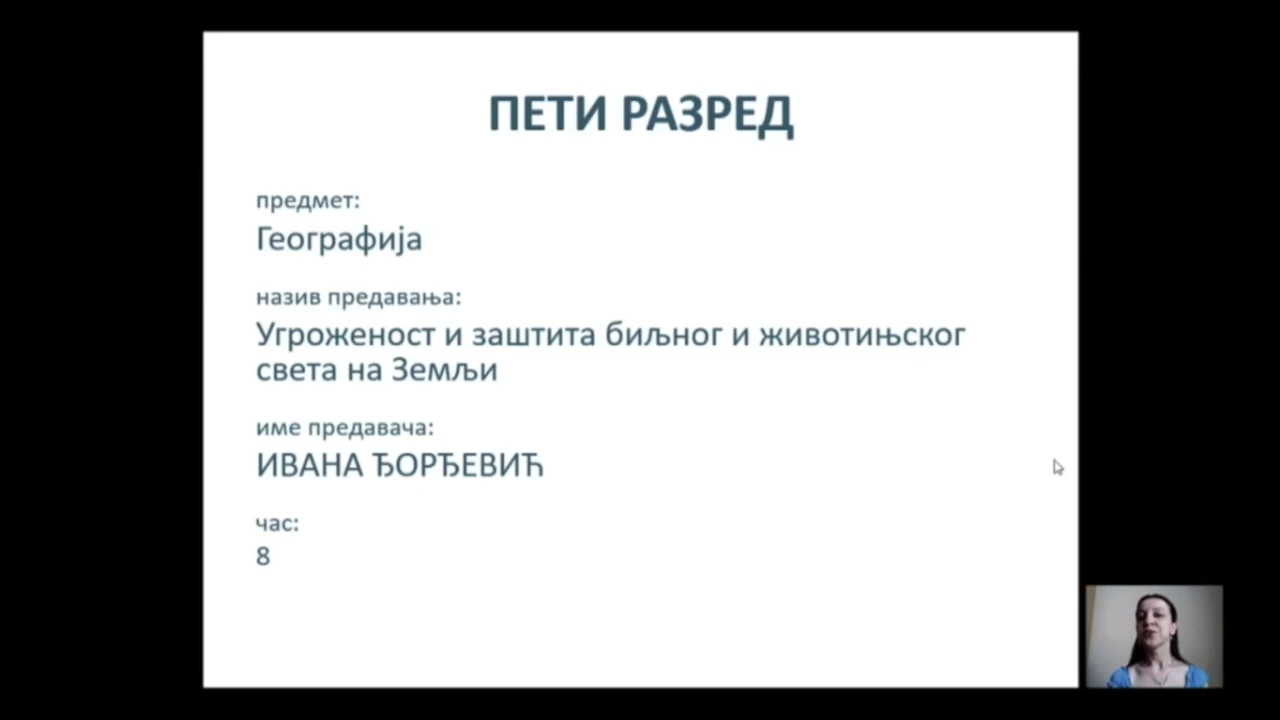 ПЕТИ РАЗРЕД
предмет:
Географија
назив предавања:
Угроженост и заштита биљног и животињског
света на Земљи
име предавача:
ИВАНА ЂОРЂЕВИЋ
час:
8